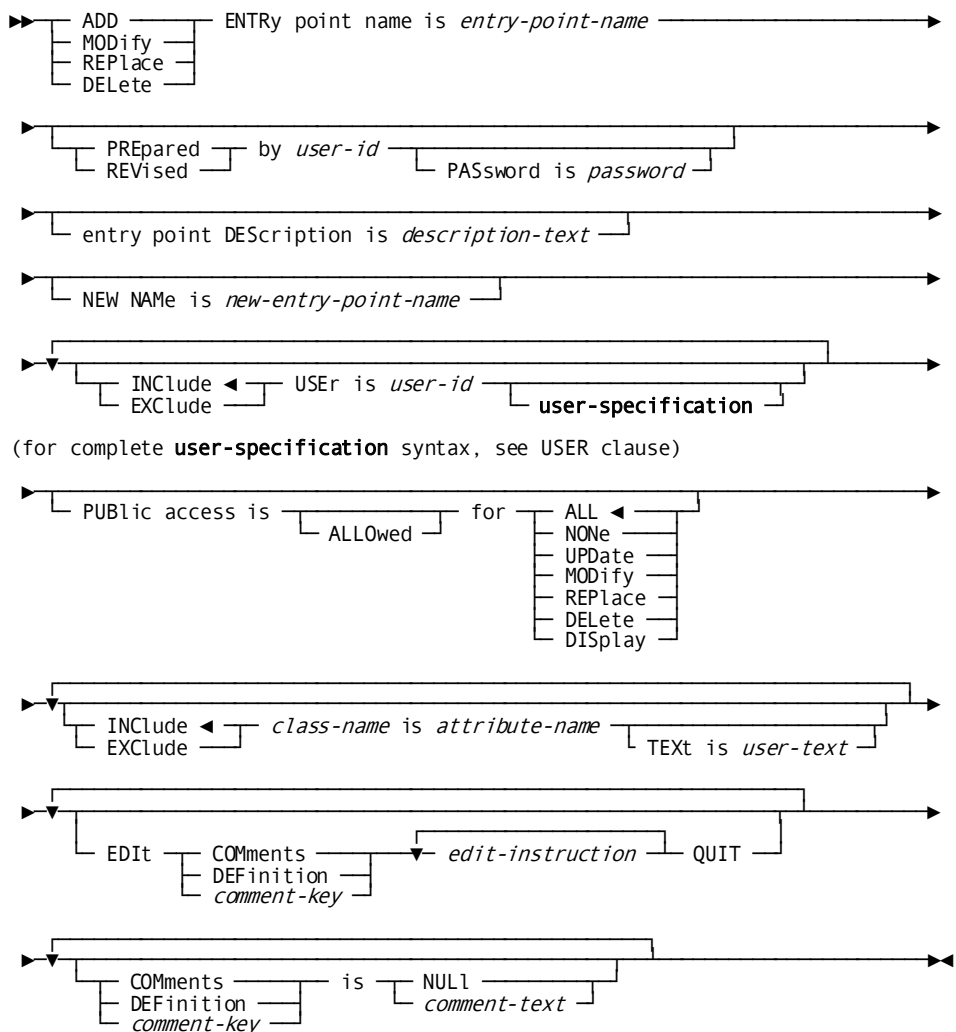 ADD ENTRy point name is entry-point-name
MODify
REPlace
DELete
PREpared by user-id
REVised PASsword is password
entry point DEScription is description-text
NEW NAMe is new-entry-point-name
INClude USEr is user-id
EXClude user-specification
(for complete user-specification syntax, see USER clause)
PUBlic access is for ALL
ALLOwed NONe
UPDate
MODify
REPlace
DELete
DISplay
INClude class-name is attribute-name
EXClude TEXt is user-text
EDIt COMments edit-instruction QUIT
DEFinition
comment-key
COMments is NULl
DEFinition comment-text
comment-key